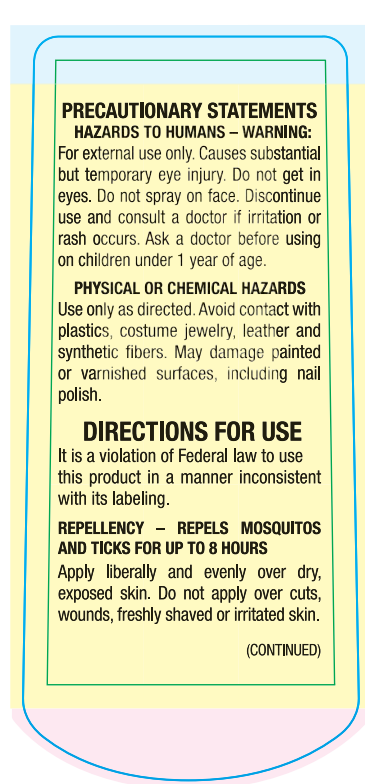 PRECAUTIONARY STATEMENTS
HAZARDS TO HUMANS – WARNING:
For external use only. Causes substantial
but temporary eye injury. Do not get in
eyes. Do not spray on face. Discontinue
use and consult a doctor if irritation or
rash occurs. Ask a doctor before using
on children under 1 year of age.
PHYSICAL OR CHEMICAL HAZARDS
Use only as directed. Avoid contact with
plastics, costume jewelry, leather and
synthetic fibers. May damage painted
or varnished surfaces, including nail
polish.
DIRECTIONS FOR USE
It is a violation of Federal law to use
this product in a manner inconsistent
with its labeling.
REPELLENCY – REPELS MOSQUITOS
AND TICKS FOR UP TO 8 HOURS
Apply liberally and evenly over dry,
exposed skin. Do not apply over cuts,
wounds, freshly shaved or irritated skin.
(CONTINUED)